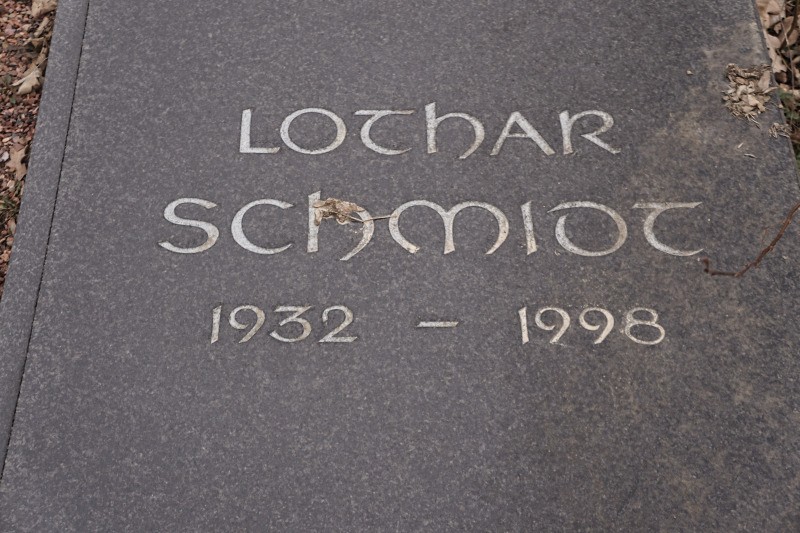 LOTHAR
SCHMIDT
1932 – 1998